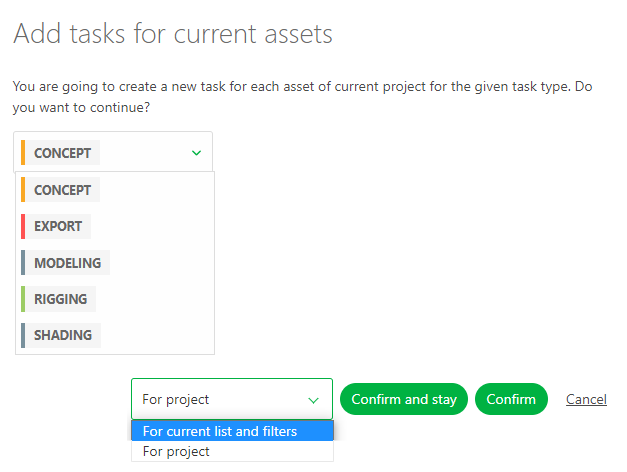 Add tasks for current assets
You are going to create a new task for each asset of current project for the given task type. Do
you want to continue?
CONCEPT
CONCEPT
EXPORT
MODELING
RIGGING
SHADING
For project Confirm and stay Confirm Cancel
For current list and filters
For project